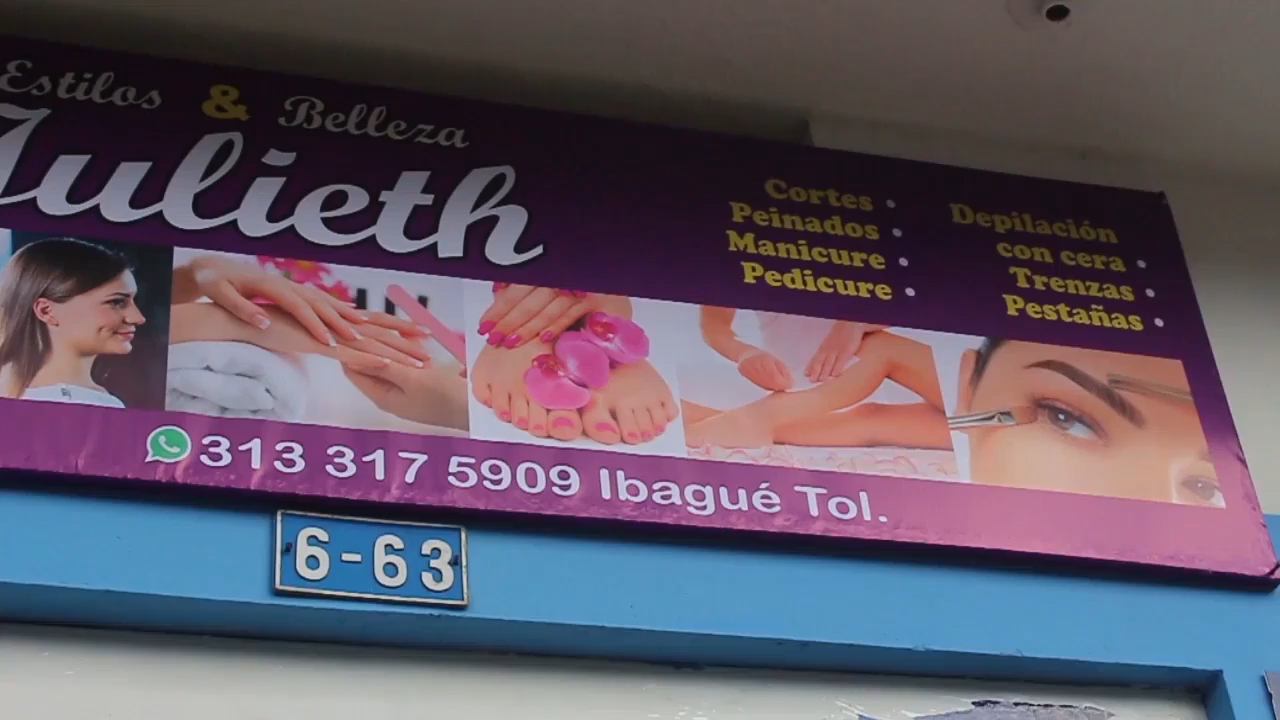 Estilos & Belleza
Julieth
Cortes •
Peinados •
Manicure •
Pedicure •
Depilación
con cera •
Trenzas •
Pestañas •
313 317 5909 Ibagué Tol.
6-63